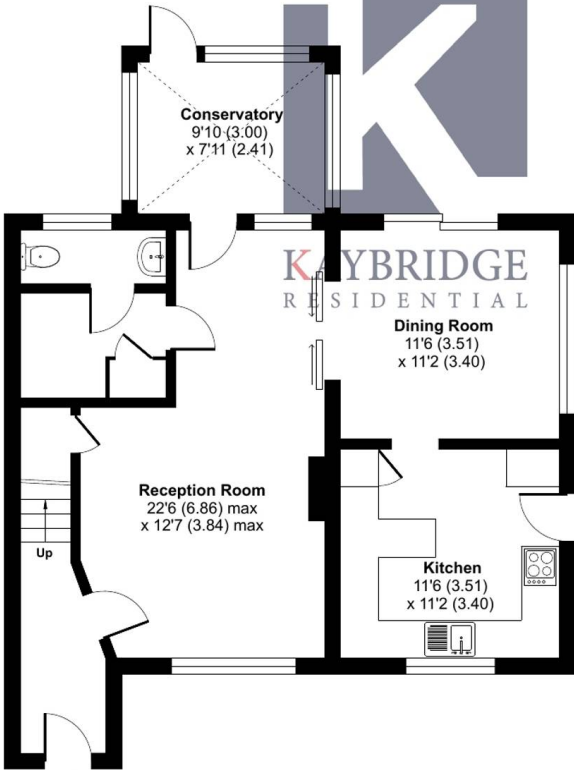 Conservatory
9'10 (3.00)
x 7'11 (2.41)
KAYBRIDGE
RESIDENTIAL
Dining Room
11'6 (3.51)
x 11'2 (3.40)
Reception Room
22'6 (6.86) max
x 12'7 (3.84) max
Up
Kitchen
11'6 (3.51)
x 11'2 (3.40)